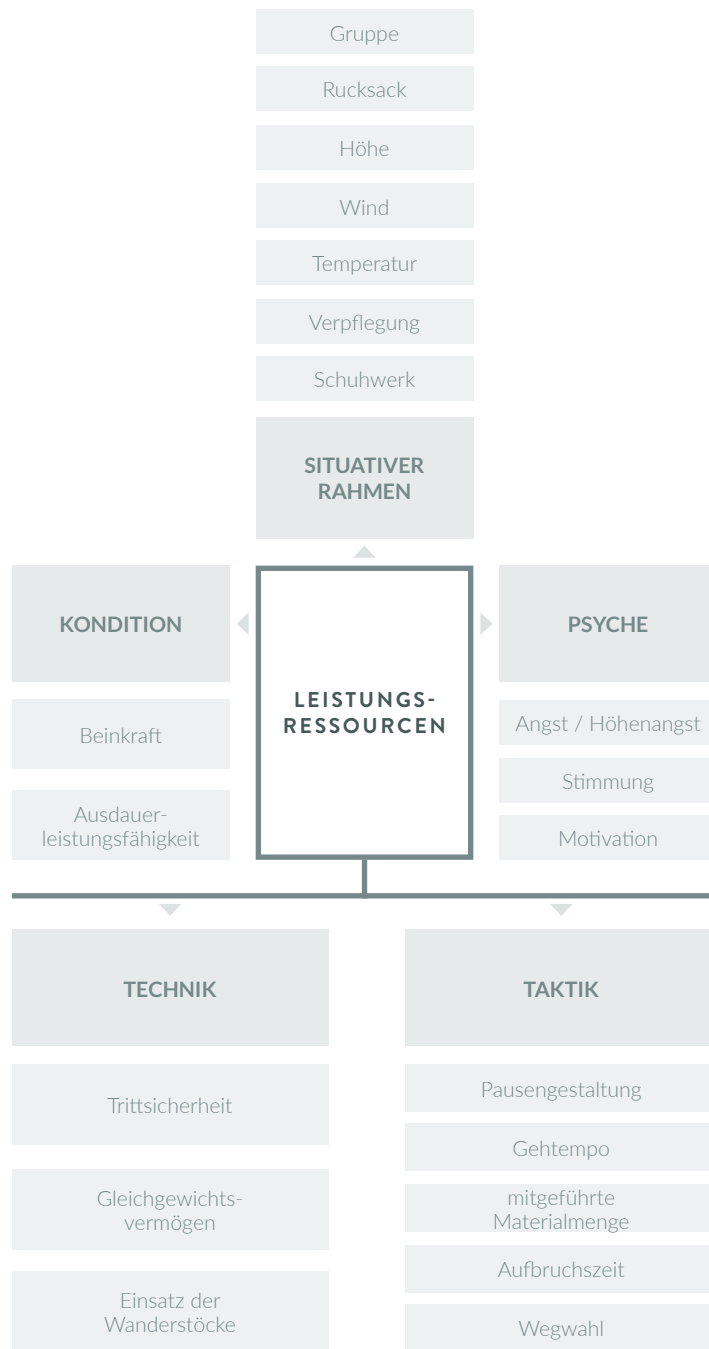 Gruppe
Rucksack
Höhe
Wind
Temperatur
Verpflegung
Schuhwerk
SITUATIVER
RAHMEN
KONDITION
Beinkraft
Ausdauer-
leistungsfähigkeit
LEISTUNGS-
RESSOURCEN
PSYCHE
Angst / Höhenangst
Stimmung
Motivation
TECHNIK
Trittsicherheit
Gleichgewichts-
vermögen
Einsatz der
Wanderstöcke
TAKTIK
Pausengestaltung
Gehtempo
mitgeführte
Materialmenge
Aufbruchszeit
Wegwahl